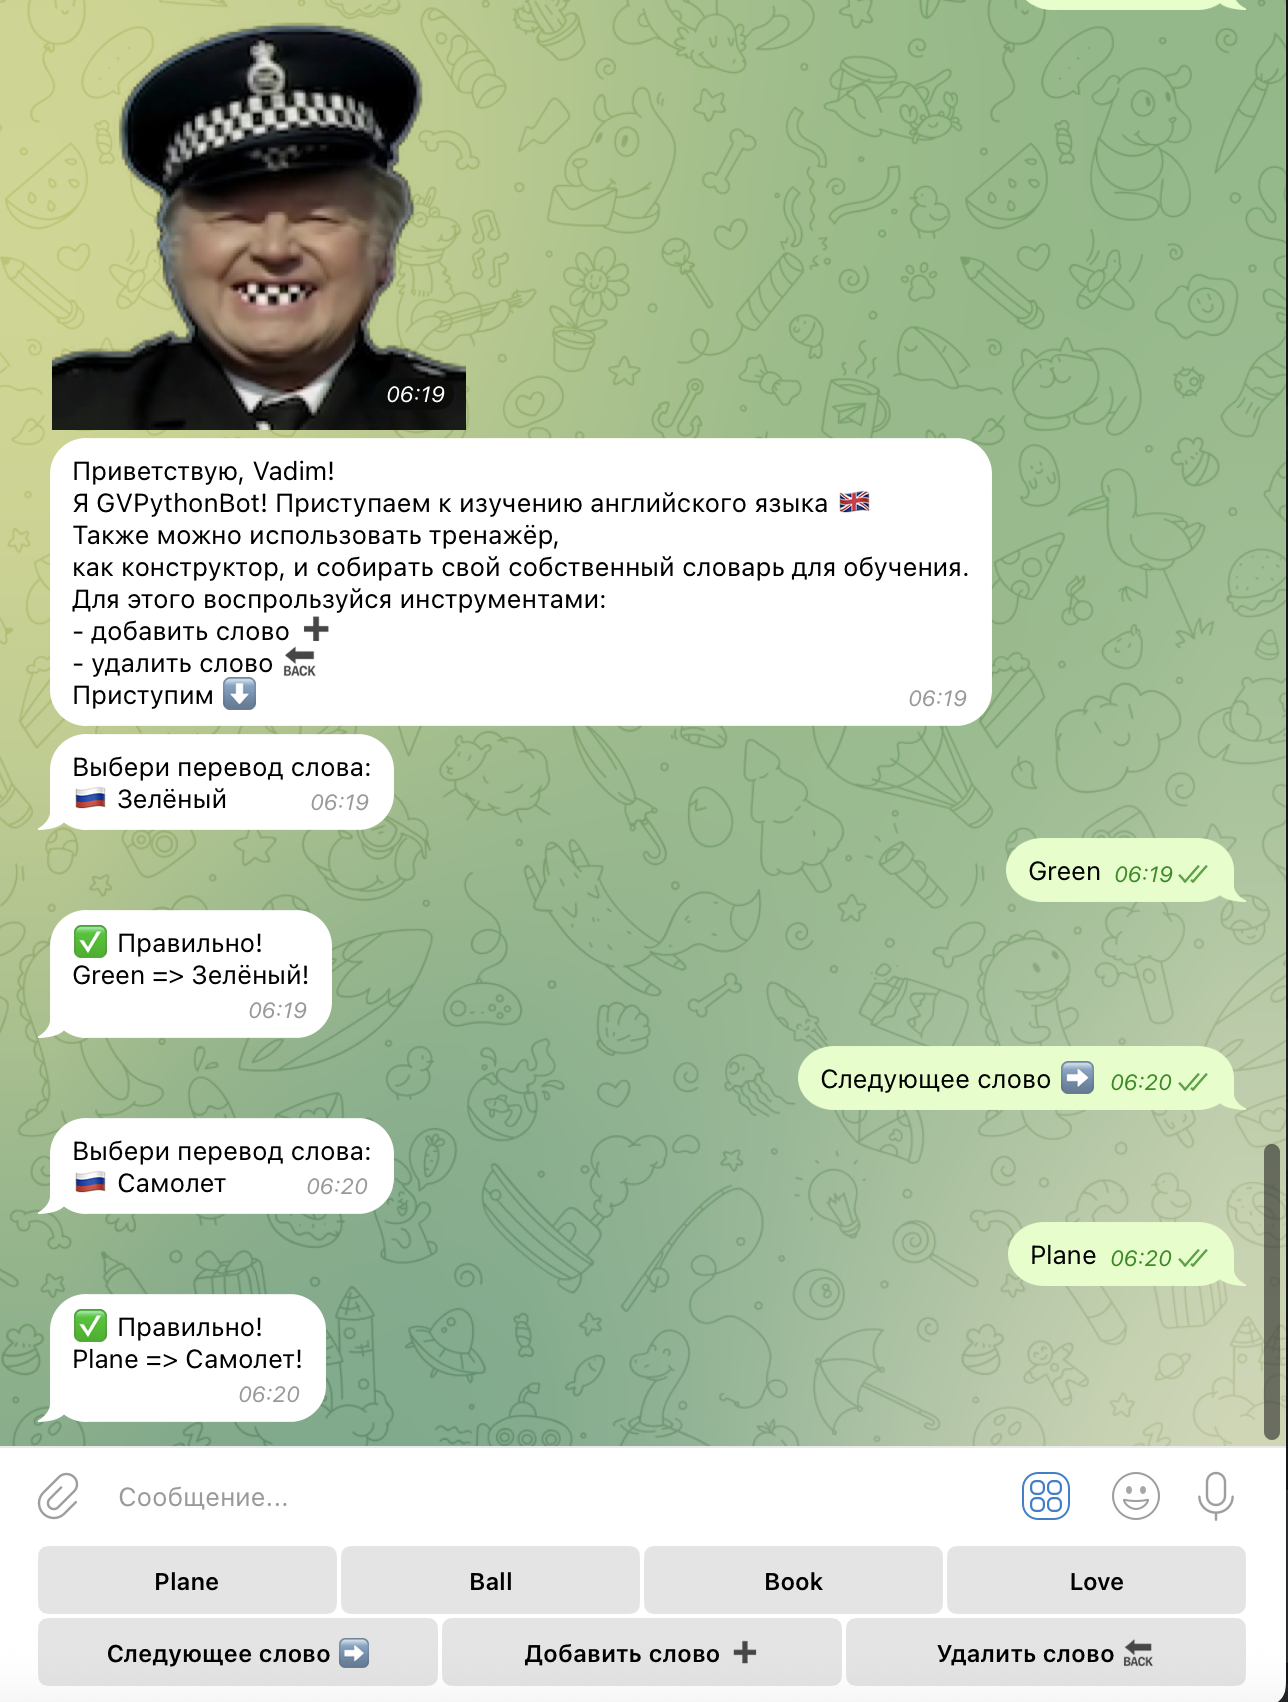 06:19
Приветствую, Vadim!
Я GVPythonBot! Приступаем к изучению английского языка 🇬🇧
Также можно использовать тренажёр,
как конструктор, и собирать свой собственный словарь для обучения.
Для этого воспрользуйся инструментами:
- добавить слово ➕
- удалить слово 🔙
Приступим ⬇️
06:19
Выбери перевод слова:
🇷🇺 Зелёный 06:19
Green 06:19
✅ Правильно!
Green => Зелёный!
06:19
Следующее слово ➡️ 06:20
Выбери перевод слова:
🇷🇺 Самолет 06:20
Plane 06:20
✅ Правильно!
Plane => Самолет!
06:20
Сообщение...
Plane Ball Book Love
Следующее слово ➡️ Добавить слово ➕ Удалить слово 🔙